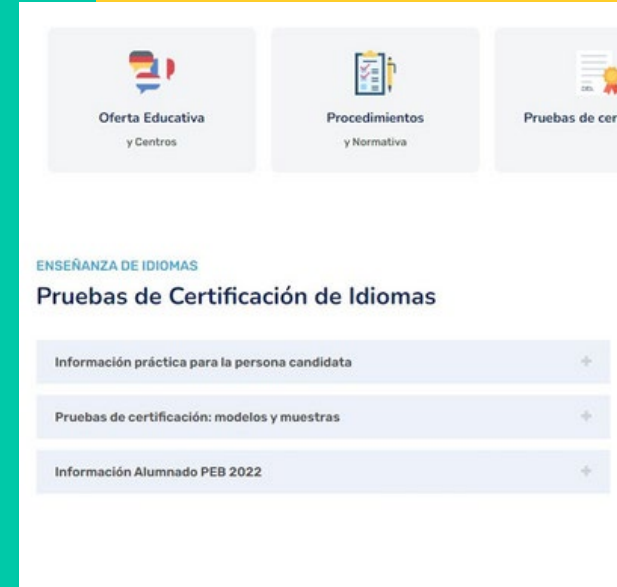 Oferta Educativa
y Centros
Procedimientos
y Normativa
Pruebas de cer
ENSEÑANZA DE IDIOMAS
Pruebas de Certificación de Idiomas
Información práctica para la persona candidata
Pruebas de certificación: modelos y muestras
Información Alumnado PEB 2022